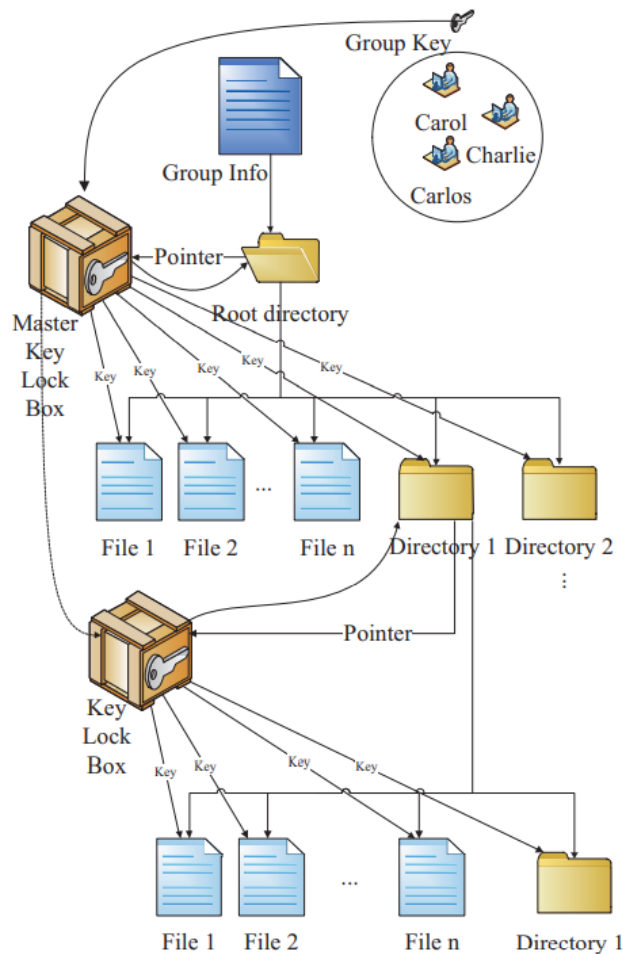 Group Key
Carol
Charlie
Carlos
Group Info
Pointer
Root directory
Master
Key
Lock
Box
Key
Key
Key
Key
Key
File 1
File 2
...
File n
Directory 1
Directory 2
...
Pointer
Key
Lock
Box
Key
Key
Key
Key
File 1
File 2
...
File n
Directory 1